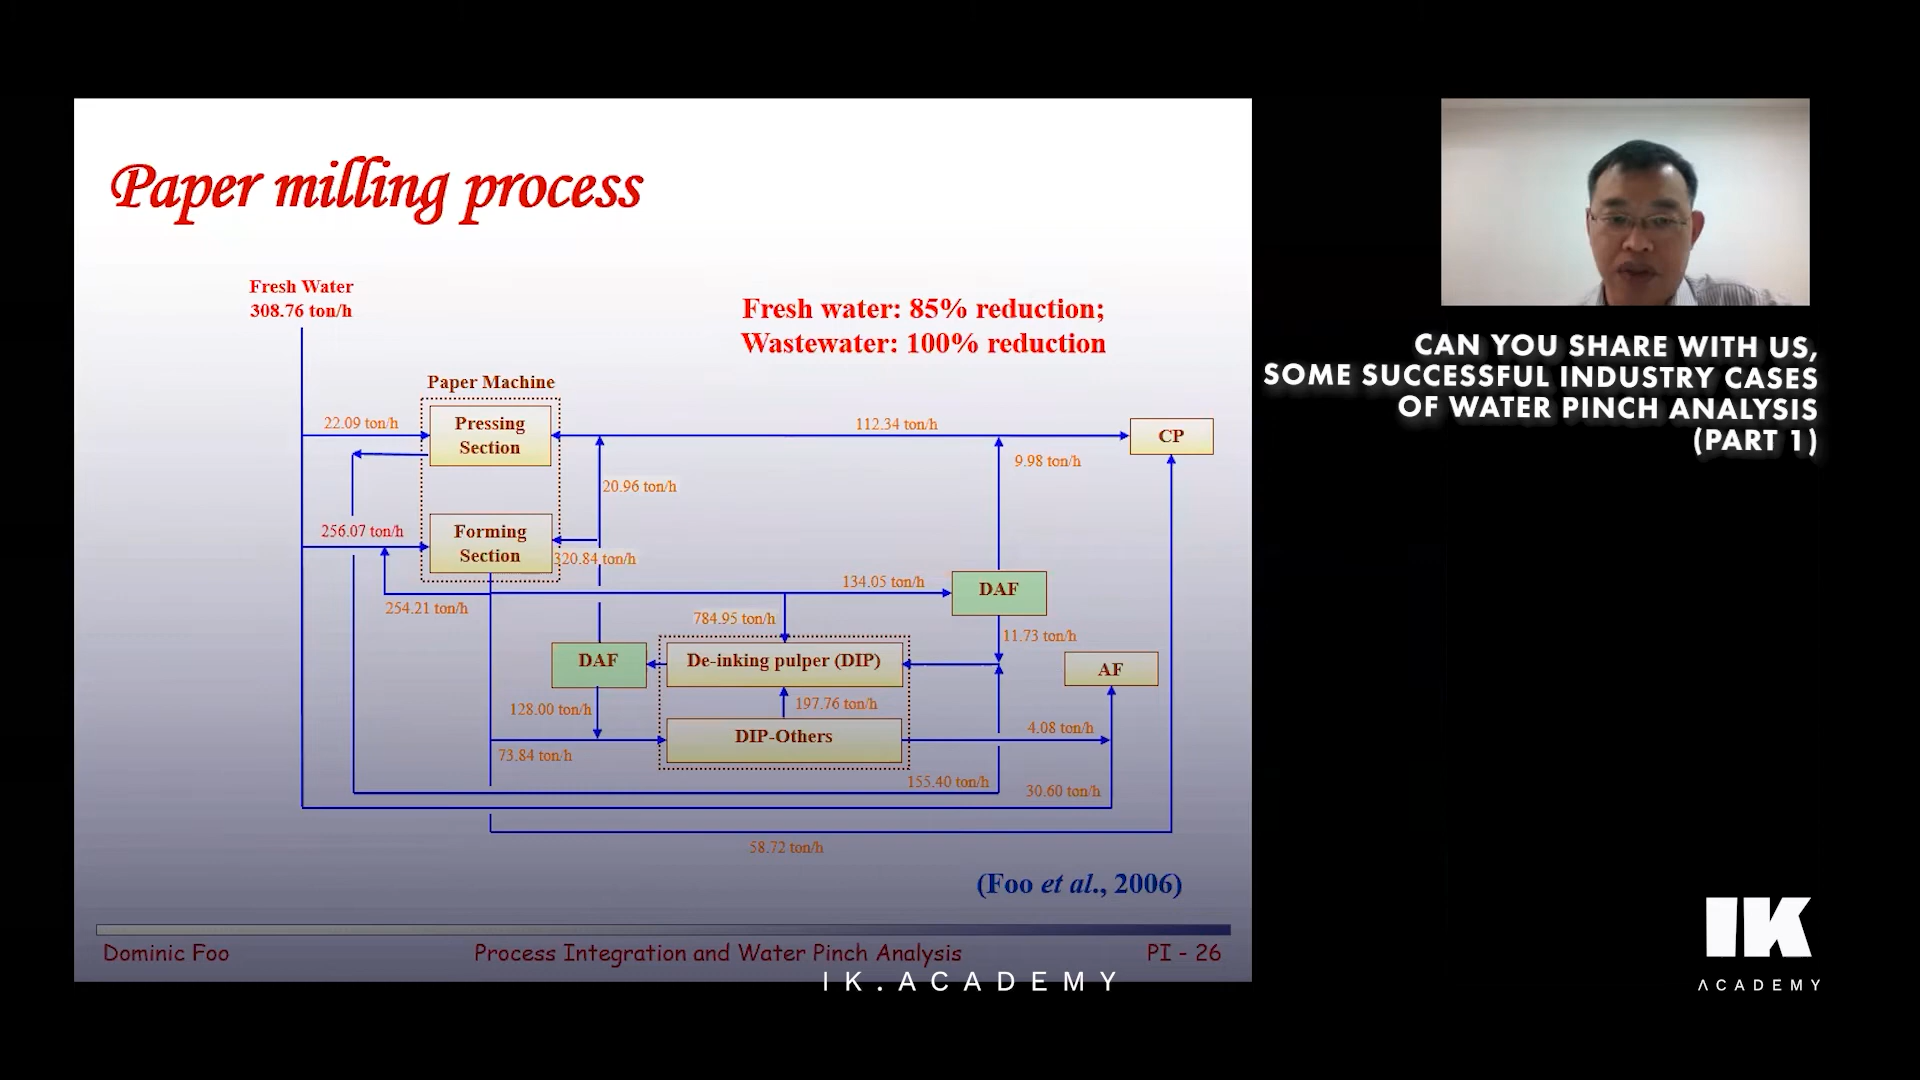 Paper milling process
Fresh Water
308.76 ton/h
Fresh water: 85% reduction;
Wastewater: 100% reduction
Paper Machine
Pressing
Section
22.09 ton/h
112.34 ton/h
CP
9.98 ton/h
20.96 ton/h
256.07 ton/h
Forming
Section
320.84 ton/h
134.05 ton/h
DAF
254.21 ton/h
784.95 ton/h
11.73 ton/h
DAF
De-inking pulper (DIP)
AF
128.00 ton/h
197.76 ton/h
4.08 ton/h
DIP-Others
73.84 ton/h
155.40 ton/h
30.60 ton/h
58.72 ton/h
(Foo et al., 2006)
Dominic Foo
Process Integration and Water Pinch Analysis
PI - 26
IK.ACADEMY
CAN YOU SHARE WITH US,
SOME SUCCESSFUL INDUSTRY CASES
OF WATER PINCH ANALYSIS
(PART 1)
IK
ACADEMY